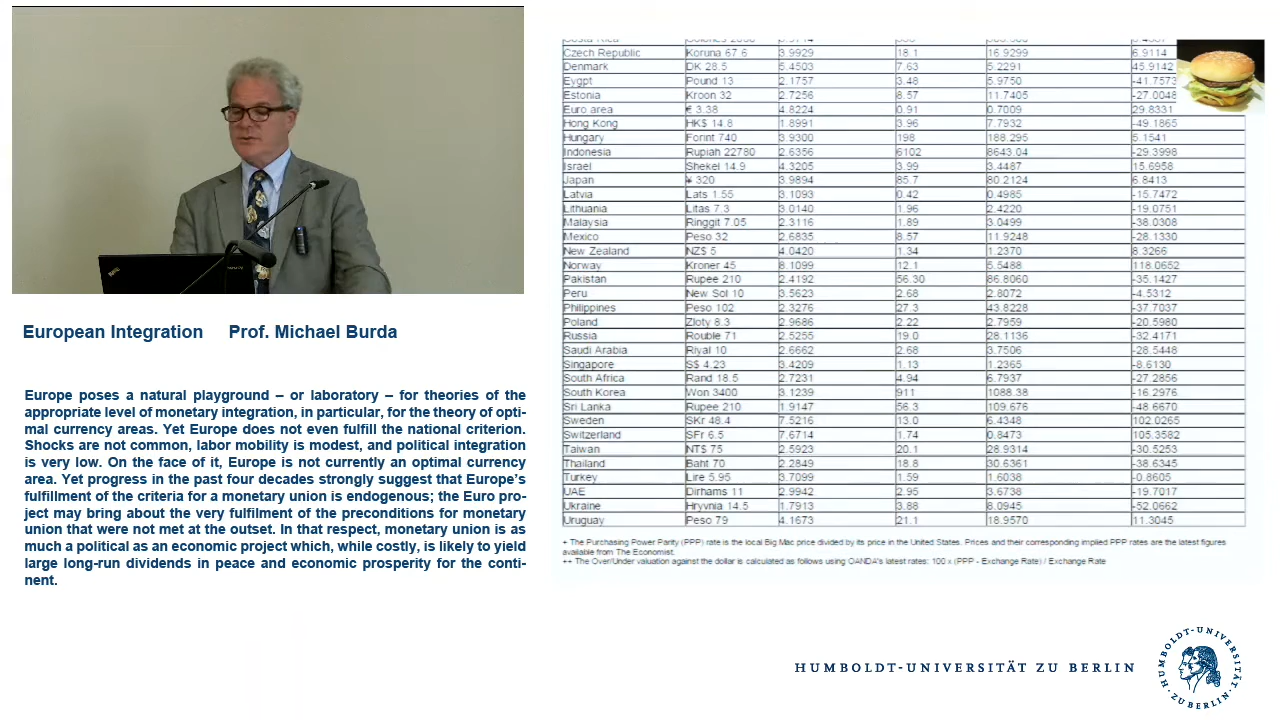 European Integration Prof. Michael Burda
Europe poses a natural playground – or laboratory – for theories of the
appropriate level of monetary integration, in particular, for the theory of opti-
mal currency areas. Yet Europe does not even fulfill the national criterion.
Shocks are not common, labor mobility is modest, and political integration
is very low. On the face of it, Europe is not currently an optimal currency
area. Yet progress in the past four decades strongly suggest that Europe's
fulfillment of the criteria for a monetary union is endogenous; the Euro pro-
ject may bring about the very fulfilment of the preconditions for monetary
union that were not met at the outset. In that respect, monetary union is as
much a political as an economic project which, while costly, is likely to yield
large long-run dividends in peace and economic prosperity for the conti-
nent.
Czech Republic Koruna 67.6 3.9929 18.1 16.9299 6.9114
Denmark DK 28.5 5.4503 7.63 5.2291 45.9142
Eygpt Pound 13 2.1757 3.48 5.9750 -41.7573
Estonia Kroon 32 2.7256 8.57 11.7405 -27.0048
Euro area € 3.38 4.8224 0.91 0.7009 29.8331
Hong Kong HK$ 14.8 1.8991 3.96 7.7932 -49.1865
Hungary Forint 740 3.9300 198 188.295 5.1541
Indonesia Rupiah 22780 2.6356 6102 8643.04 -29.3998
Israel Shekel 14.9 4.3205 3.99 3.4487 15.6958
Japan ¥ 320 3.9894 85.7 80.2124 6.8413
Latvia Lats 1.55 3.1093 0.42 0.4985 -15.7472
Lithuania Litas 7.3 3.0140 1.96 2.4220 -19.0751
Malaysia Ringgit 7.05 2.3116 1.89 3.0499 -38.0308
Mexico Peso 32 2.6835 8.57 11.9248 -28.1330
New Zealand NZ$ 5 4.0420 1.34 1.2370 8.3266
Norway Kroner 45 8.1099 12.1 5.5488 118.0652
Pakistan Rupee 210 2.4192 56.30 86.8060 -35.1427
Peru New Sol 10 3.5623 2.68 2.8072 -4.5312
Philippines Peso 102 2.3276 27.3 43.8228 -37.7037
Poland Zloty 8.3 2.9686 2.22 2.7959 -20.5980
Russia Rouble 71 2.5255 19.0 28.1136 -32.4171
Saudi Arabia Riyal 10 2.6662 2.68 3.7506 -28.5448
Singapore S$ 4.23 3.4209 1.13 1.2365 -8.6130
South Africa Rand 18.5 2.7231 4.94 6.7937 -27.2856
South Korea Won 3400 3.1239 911 1088.38 -16.2976
Sri Lanka Rupee 210 1.9147 56.3 109.676 -48.6670
Sweden SKr 48.4 7.5216 13.0 6.4348 102.0265
Switzerland SFr 6.5 7.6714 1.74 0.8473 105.3582
Taiwan NT$ 75 2.5923 20.1 28.9314 -30.5253
Thailand Baht 70 2.2849 18.8 30.6361 -38.6345
Turkey Lire 5.95 3.7099 1.59 1.6038 -0.8605
UAE Dirhams 11 2.9942 2.95 3.6738 -19.7017
Ukraine Hryvnia 14.5 1.7913 3.88 8.0945 -52.0662
Uruguay Peso 79 4.1673 21.1 18.9570 11.3045
+ The Purchasing Power Parity (PPP) rate is the local Big Mac price divided by its price in the United States. Prices and their corresponding implied PPP rates are the latest figures
available from The Economist.
++ The Over/Under valuation against the dollar is calculated as follows using OANDA's latest rates: 100 x (PPP - Exchange Rate) / Exchange Rate
HUMBOLDT-UNIVERSITÄT ZU BERLIN
HUMBOLDT-UNIVERSITÄT
· ZU BERLIN ·